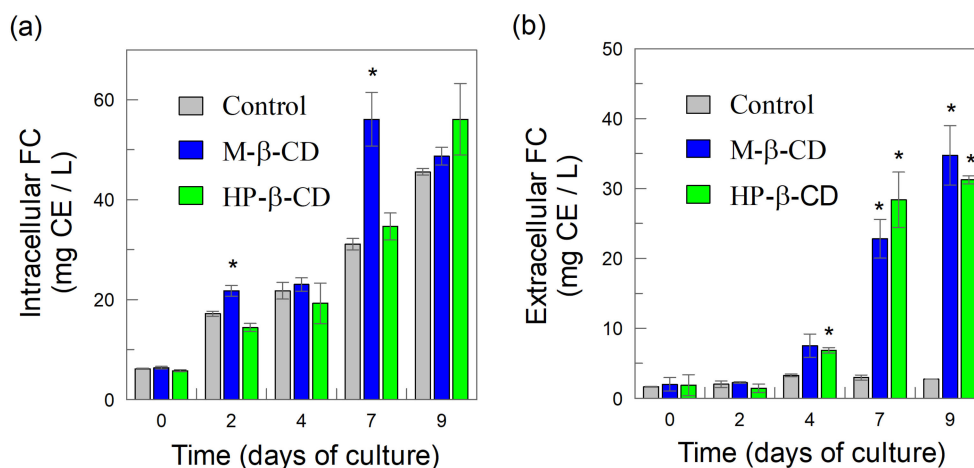 (a)
Intracellular FC
(mg CE / L)
60
40
20
0
*
*
Control
M-β-CD
HP-β-CD
0 2 4 7 9
Time (days of culture)
(b)
Extracellular FC
(mg CE / L)
50
40
30
20
10
0
Control
M-β-CD
HP-β-CD
*
*
*
*
*
0 2 4 7 9
Time (days of culture)